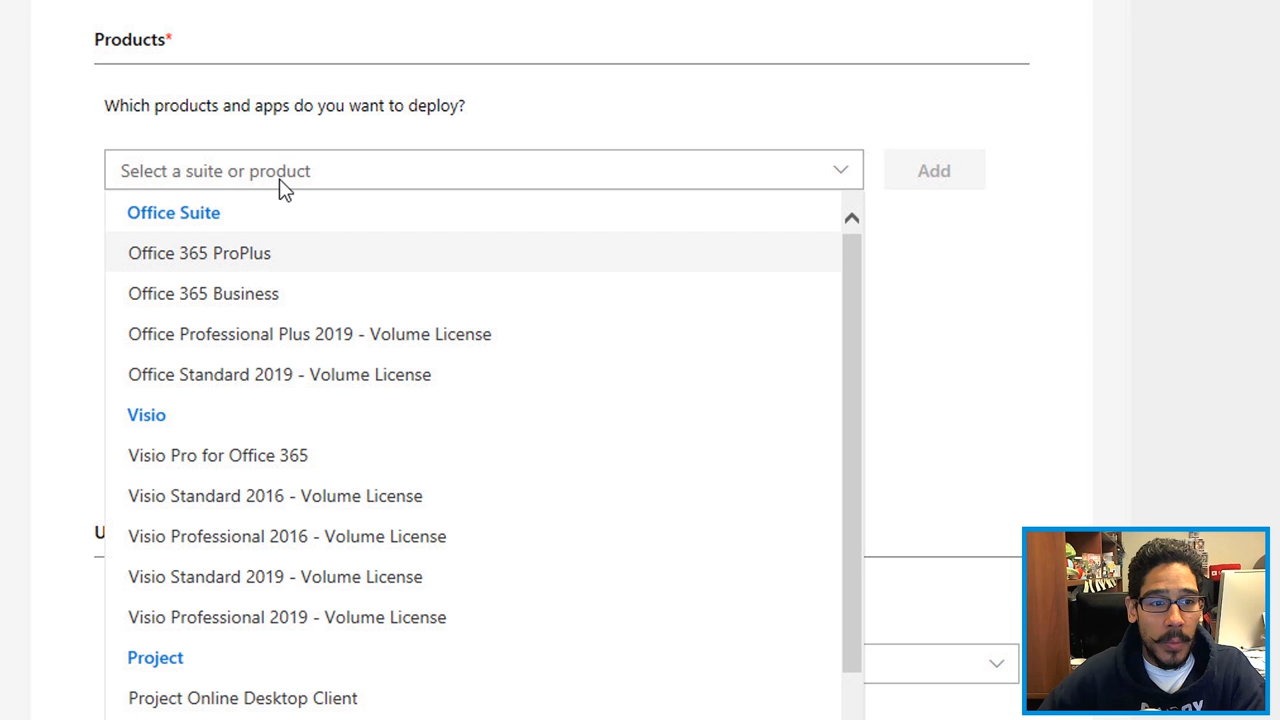 Products*
Which products and apps do you want to deploy?
Select a suite or product
Add
Office Suite
Office 365 ProPlus
Office 365 Business
Office Professional Plus 2019 - Volume License
Office Standard 2019 - Volume License
Visio
Visio Pro for Office 365
Visio Standard 2016 - Volume License
Visio Professional 2016 - Volume License
Visio Standard 2019 - Volume License
Visio Professional 2019 - Volume License
Project
Project Online Desktop Client